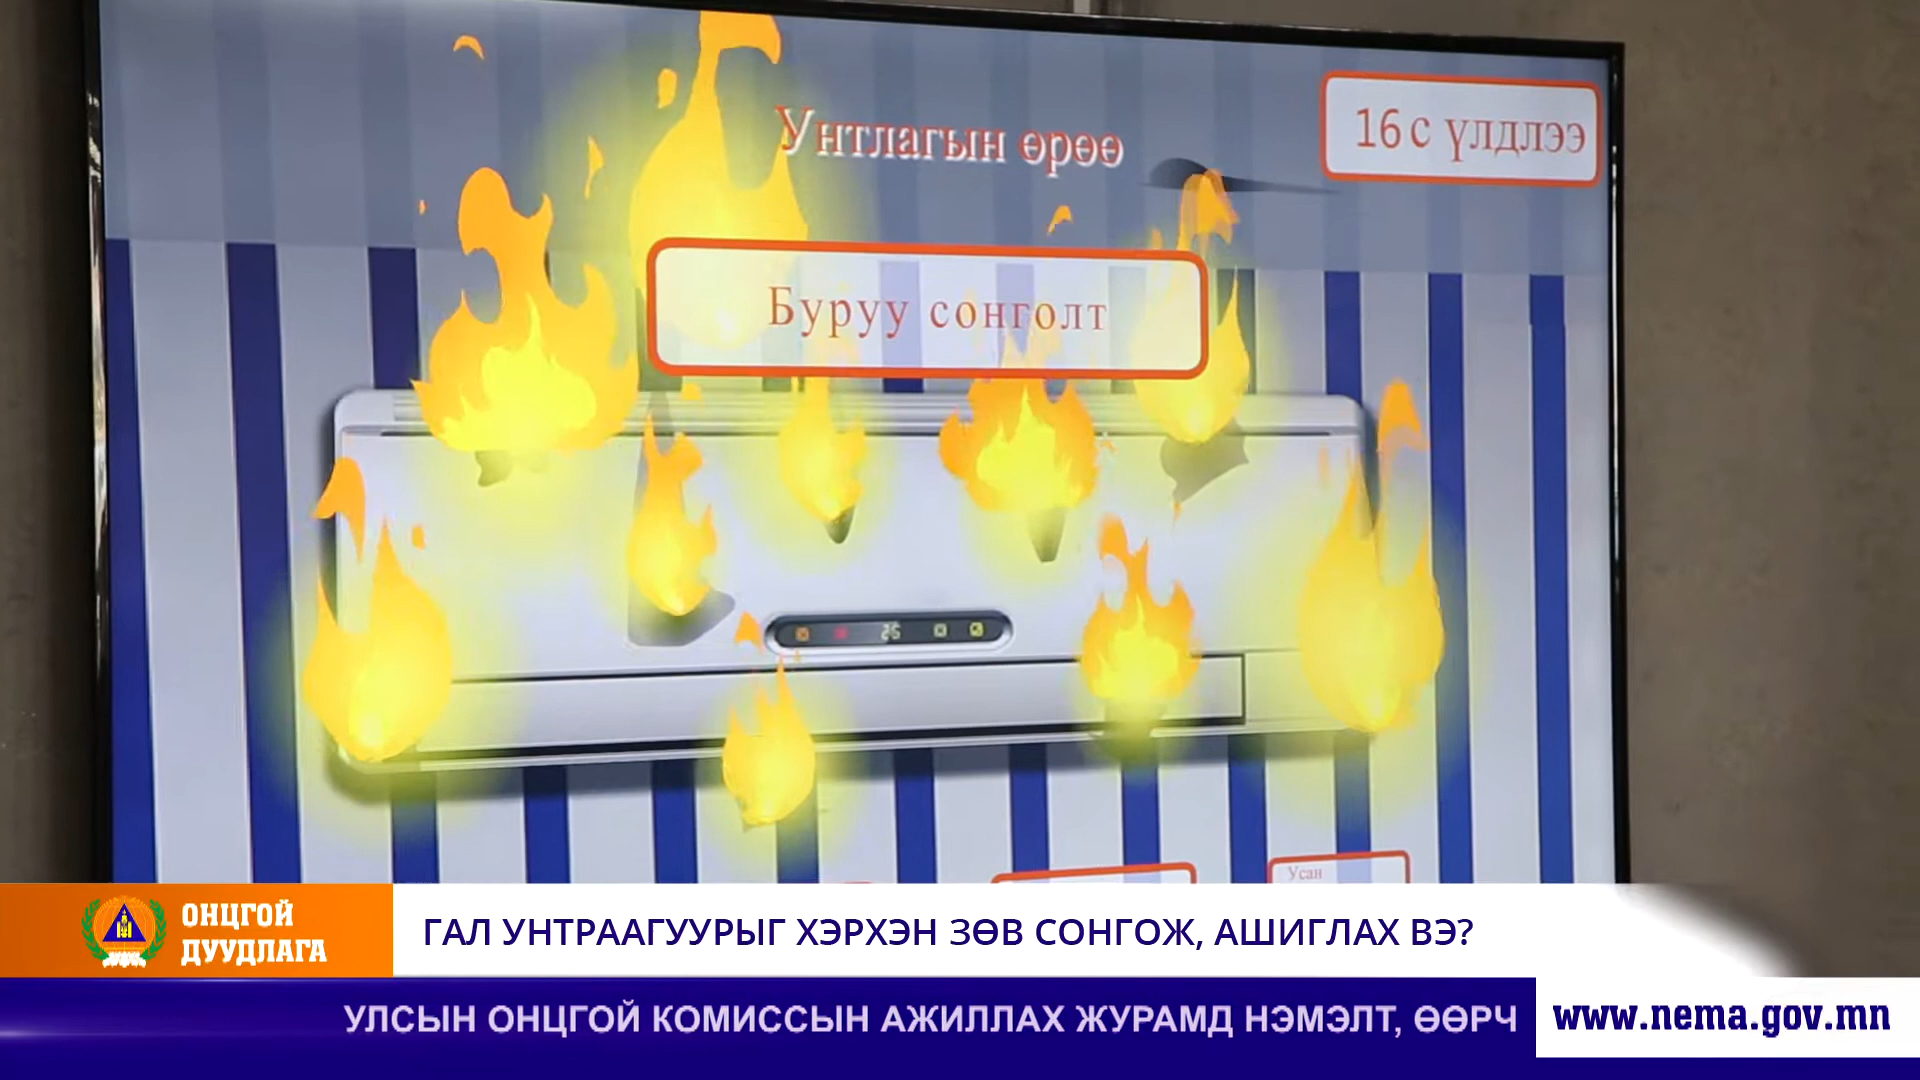 Унтлагын өрөө
16 с үлдлээ
Буруу сонголт
25
Усан
ОНЦГОЙ
ДУУДЛАГА
ГАЛ УНТРААГУУРЫГ ХЭРХЭН ЗӨВ СОНГОЖ, АШИГЛАХ ВЭ?
УЛСЫН ОНЦГОЙ КОМИССЫН АЖИЛЛАХ ЖУРАМД НЭМЭЛТ, ӨӨРЧ
www.nema.gov.mn